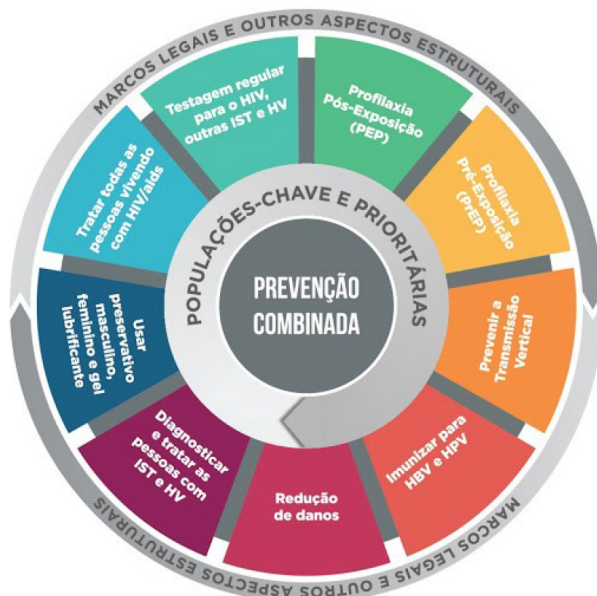 MARCOS LEGAIS E OUTROS ASPECTOS ESTRUTURAIS
Testagem regular
para o HIV,
outras IST e HV
Profilaxia
Pós-Exposição
(PEP)
Profilaxia
Pré-Exposição
(PrEP)
Prevenir a
Transmissão
Vertical
Imunizar para
HBV e HPV
Redução
de danos
Diagnosticar
e tratar as
pessoas com
IST e HV
Usar
preservativo
masculino,
feminino e gel
lubrificante
Tratar todas as
pessoas vivendo
com HIV/aids
POPULAÇÕES-CHAVE E PRIORITÁRIAS
PREVENÇÃO
COMBINADA
MARCOS LEGAIS E OUTROS ASPECTOS ESTRUTURAIS